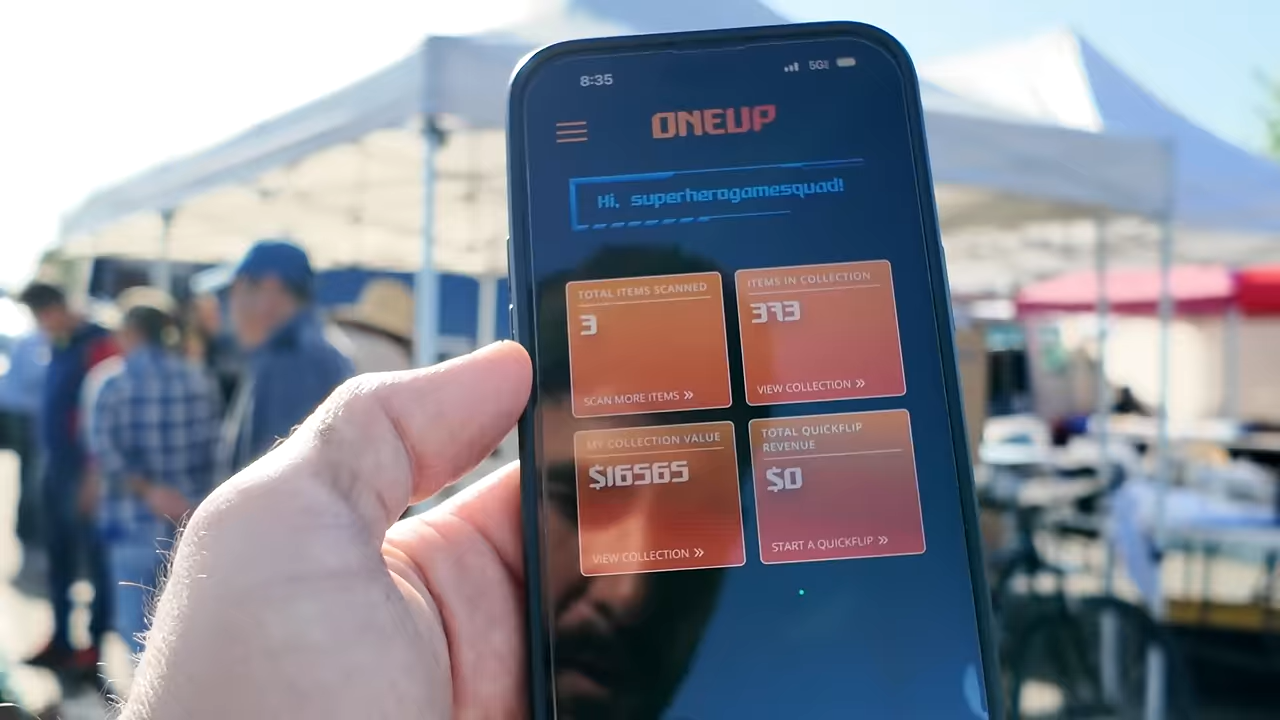 8:35
5G
ONEUP
Hi, superherogamesquad!
TOTAL ITEMS SCANNED
3
SCAN MORE ITEMS »
ITEMS IN COLLECTION
373
VIEW COLLECTION »
MY COLLECTION VALUE
$16565
VIEW COLLECTION »
TOTAL QUICKFLIP
REVENUE
$0
START A QUICKFLIP »